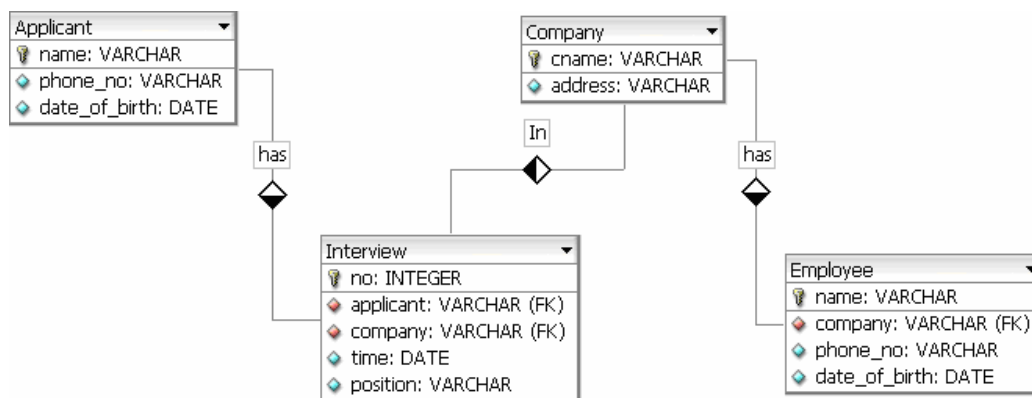 Applicant
name: VARCHAR
phone_no: VARCHAR
date_of_birth: DATE
has
Company
cname: VARCHAR
address: VARCHAR
In
has
Interview
no: INTEGER
applicant: VARCHAR (FK)
company: VARCHAR (FK)
time: DATE
position: VARCHAR
Employee
name: VARCHAR
company: VARCHAR (FK)
phone_no: VARCHAR
date_of_birth: DATE